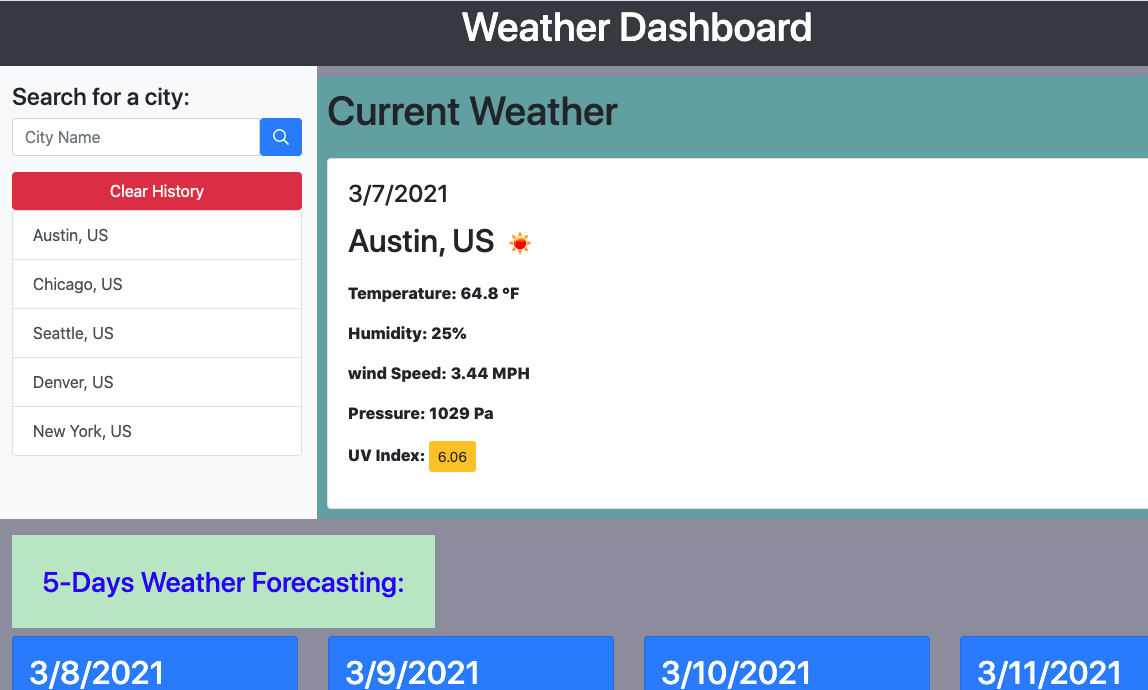 Weather Dashboard
Search for a city:
City Name
Clear History
Austin, US
Chicago, US
Seattle, US
Denver, US
New York, US
Current Weather
3/7/2021
Austin, US
Temperature: 64.8 °F
Humidity: 25%
wind Speed: 3.44 MPH
Pressure: 1029 Pa
UV Index: 6.06
5-Days Weather Forecasting:
3/8/2021 3/9/2021 3/10/2021 3/11/2021